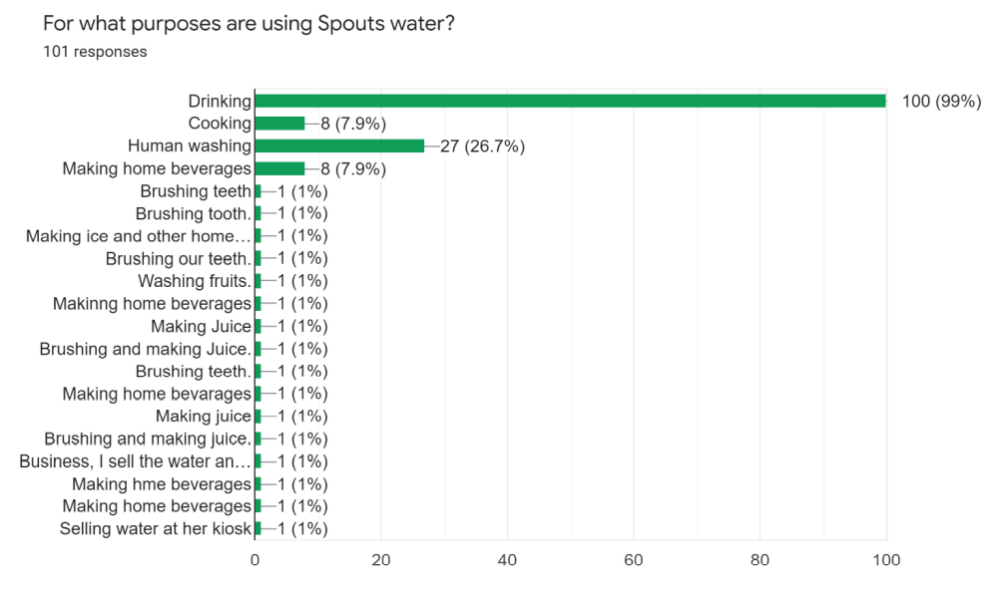 For what purposes are using Spouts water?
101 responses
Drinking 100 (99%)
Cooking 8 (7.9%)
Human washing 27 (26.7%)
Making home beverages 8 (7.9%)
Brushing teeth 1 (1%)
Brushing tooth. 1 (1%)
Making ice and other home… 1 (1%)
Brushing our teeth. 1 (1%)
Washing fruits. 1 (1%)
Makinng home beverages 1 (1%)
Making Juice 1 (1%)
Brushing and making Juice. 1 (1%)
Brushing teeth. 1 (1%)
Making home bevarages 1 (1%)
Making juice 1 (1%)
Brushing and making juice. 1 (1%)
Business, I sell the water an… 1 (1%)
Making hme beverages 1 (1%)
Making home beverages 1 (1%)
Selling water at her kiosk 1 (1%)
0 20 40 60 80 100